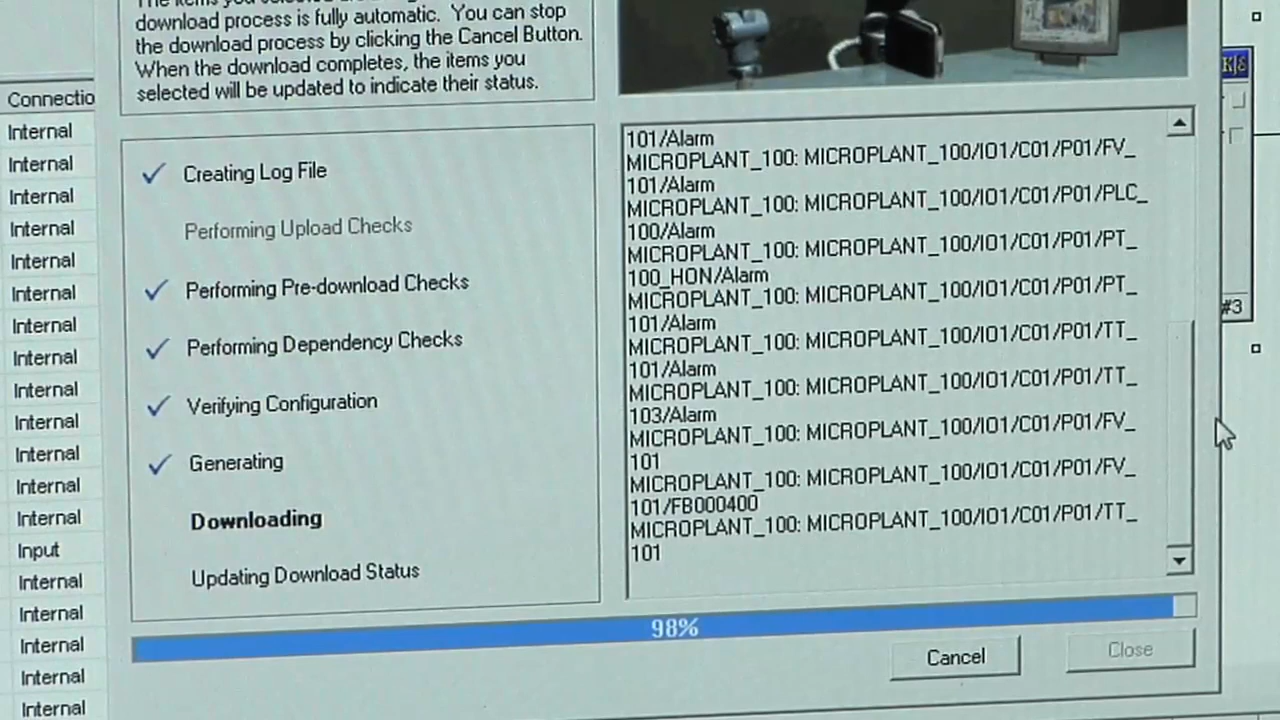 download process is fully automatic. You can stop
the download process by clicking the Cancel Button.
When the download completes, the items you
selected will be updated to indicate their status.
Connectio
Internal
Internal
Internal
Internal
Internal
Internal
Internal
Internal
Internal
Internal
Internal
Internal
Internal
Input
Internal
Internal
Internal
Internal
Internal
Creating Log File
Performing Upload Checks
Performing Pre-download Checks
Performing Dependency Checks
Verifying Configuration
Generating
Downloading
Updating Download Status
101/Alarm
MICROPLANT_100: MICROPLANT_100/IO1/C01/P01/FV_
101/Alarm
MICROPLANT_100: MICROPLANT_100/IO1/C01/P01/PLC_
100/Alarm
MICROPLANT_100: MICROPLANT_100/IO1/C01/P01/PT_
100_HON/Alarm
MICROPLANT_100: MICROPLANT_100/IO1/C01/P01/PT_
101/Alarm
MICROPLANT_100: MICROPLANT_100/IO1/C01/P01/TT_
101/Alarm
MICROPLANT_100: MICROPLANT_100/IO1/C01/P01/TT_
103/Alarm
MICROPLANT_100: MICROPLANT_100/IO1/C01/P01/FV_
101
MICROPLANT_100: MICROPLANT_100/IO1/C01/P01/FV_
101/FB000400
MICROPLANT_100: MICROPLANT_100/IO1/C01/P01/TT_
101
#3
98%
Cancel
Close